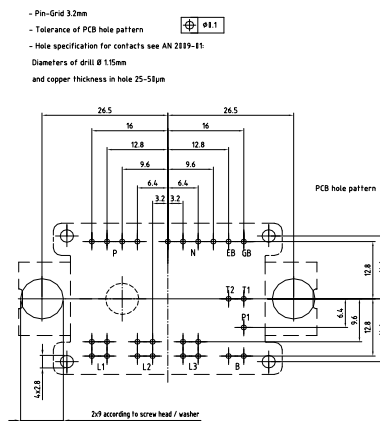 - Pin-Grid 3.2mm
- Tolerance of PCB hole pattern ⌀0.1
- Hole specification for contacts see AN 2009-01:
Diameters of drill Ø 1.15mm
and copper thickness in hole 25-50µm
26.5 26.5
16 16
12.8 12.8
9.6 9.6
6.4 6.4
3.2 3.2
PCB hole pattern
P N EB GB
12.8
T2 T1
P1
6.4
9.6
12.8
L1 L2 L3 B
4x2.8
2x9 according to screw head / washer